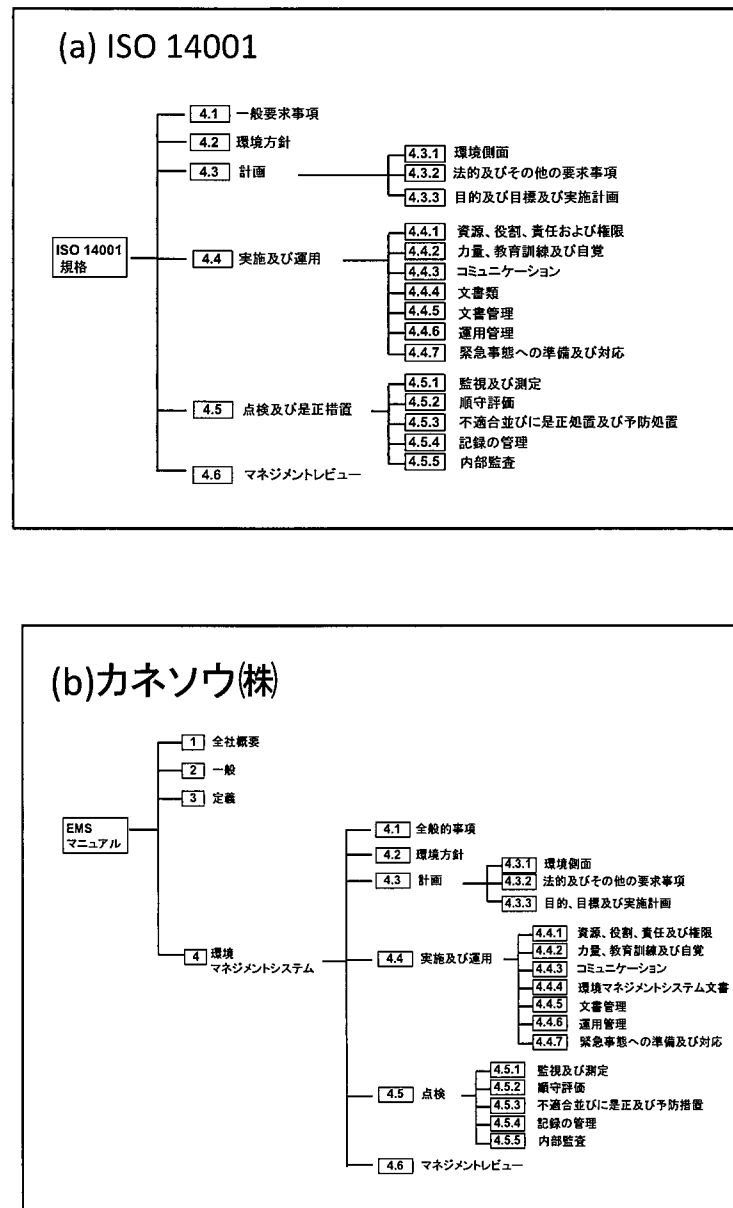 (a) ISO 14001
ISO 14001
規格
4.1 一般要求事項
4.2 環境方針
4.3 計画
4.3.1 環境側面
4.3.2 法的及びその他の要求事項
4.3.3 目的及び目標及び実施計画
4.4 実施及び運用
4.4.1 資源、役割、責任および権限
4.4.2 力量、教育訓練及び自覚
4.4.3 コミュニケーション
4.4.4 文書類
4.4.5 文書管理
4.4.6 運用管理
4.4.7 緊急事態への準備及び対応
4.5 点検及び是正措置
4.5.1 監視及び測定
4.5.2 順守評価
4.5.3 不適合並びに是正処置及び予防処置
4.5.4 記録の管理
4.5.5 内部監査
4.6 マネジメントレビュー
(b)カネソウ㈱
EMS
マニュアル
1 全社概要
2 一般
3 定義
4 環境
マネジメントシステム
4.1 全般的事項
4.2 環境方針
4.3 計画
4.3.1 環境側面
4.3.2 法的及びその他の要求事項
4.3.3 目的、目標及び実施計画
4.4 実施及び運用
4.4.1 資源、役割、責任及び権限
4.4.2 力量、教育訓練及び自覚
4.4.3 コミュニケーション
4.4.4 環境マネジメントシステム文書
4.4.5 文書管理
4.4.6 運用管理
4.4.7 緊急事態への準備及び対応
4.5 点検
4.5.1 監視及び測定
4.5.2 順守評価
4.5.3 不適合並びに是正及び予防措置
4.5.4 記録の管理
4.5.5 内部監査
4.6 マネジメントレビュー